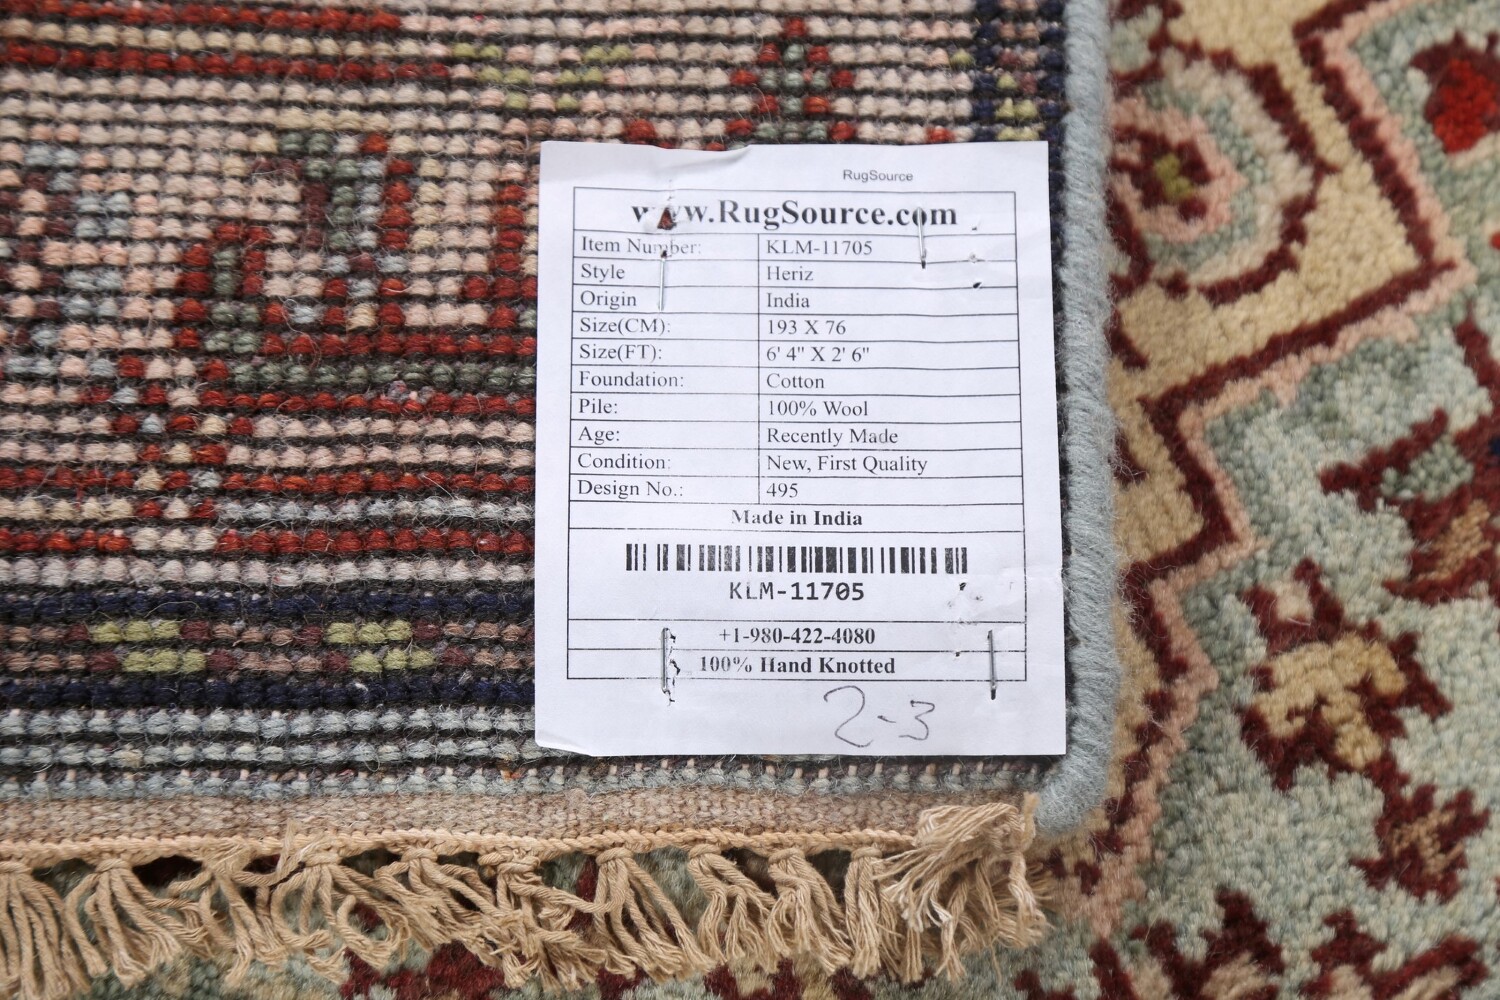 RugSource
www.RugSource.com
Item Number: KLM-11705
Style Heriz
Origin India
Size(CM): 193 X 76
Size(FT): 6' 4" X 2' 6"
Foundation: Cotton
Pile: 100% Wool
Age: Recently Made
Condition: New, First Quality
Design No.: 495
Made in India
KLM-11705
+1-980-422-4080
100% Hand Knotted
2-3